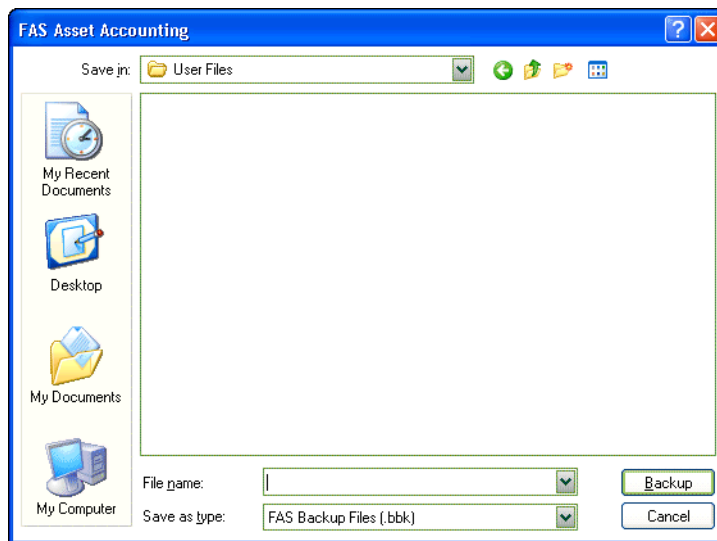 FAS Asset Accounting
Save in:
User Files
My Recent
Documents
Desktop
My Documents
My Computer
File name:
Backup
Save as type:
FAS Backup Files (.bbk)
Cancel